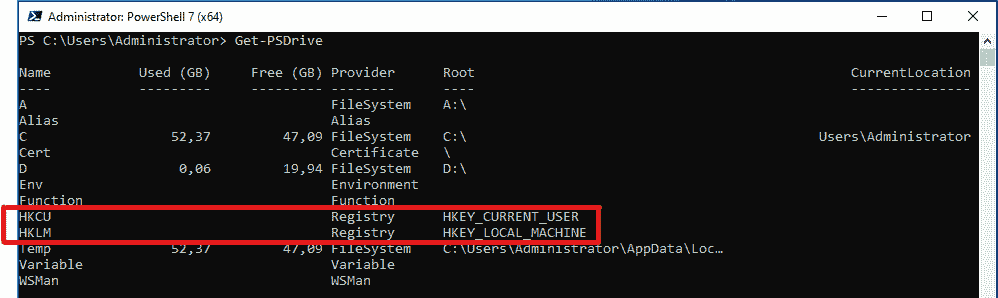 Administrator: PowerShell 7 (x64)
PS C:\Users\Administrator> Get-PSDrive
Name Used (GB) Free (GB) Provider Root CurrentLocation
---- --------- --------- -------- ---- ---------------
A FileSystem A:\
Alias Alias
C 52,37 47,09 FileSystem C:\ Users\Administrator
Cert Certificate \
D 0,06 19,94 FileSystem D:\
Env Environment
Function Function
HKCU Registry HKEY_CURRENT_USER
HKLM Registry HKEY_LOCAL_MACHINE
Temp 52,37 47,09 FileSystem C:\Users\Administrator\AppData\Loc…
Variable Variable
WSMan WSMan